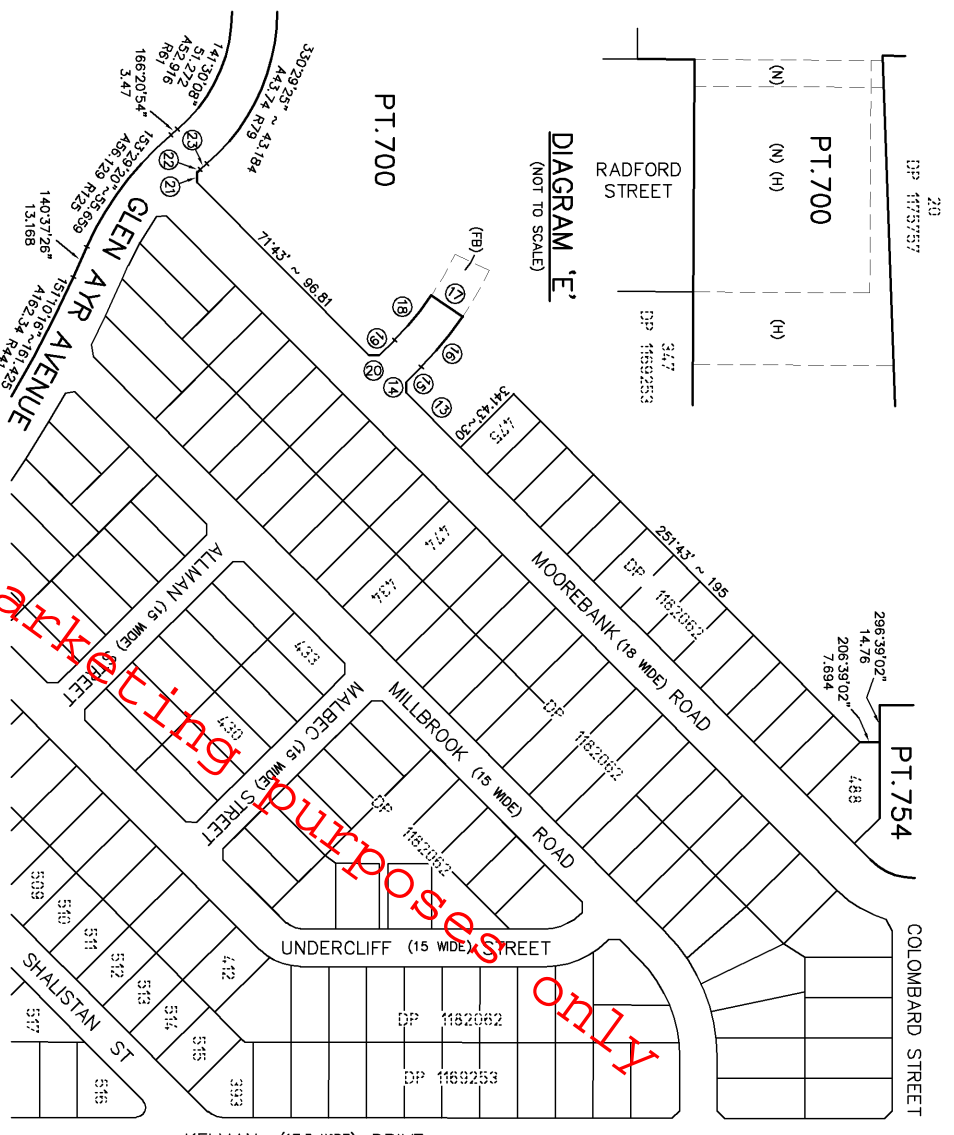 20
DP 1175757
(N)
(N) (H)
(H)
PT.700
RADFORD
STREET
347
DP 1169253
DIAGRAM 'E'
(NOT TO SCALE)
330°29'25" ~ 43.184
A43.74 R79
141°30'08"
51.272
A52.916
R61
166°20'54"
3.47
153°29'20"~55.659
A56.129 R125
140°37'26"
13.168
151°10'16"~161.425
A162.34 R441
PT.700
23
22
21
71°43' ~ 96.81
(FB)
17
18
16
19
20
14
15
13
341°43'~30
475
251°43' ~ 195
DP 1182062
296°39'02"
14.76
206°39'02"
7.694
PT.754
488
GLEN AYR AVENUE
MOOREBANK (18 WIDE) ROAD
COLOMBARD STREET
474
434
DP 1182062
ALLMAN (15 WIDE) STREET
433
430
MILLBROOK (15 WIDE) ROAD
MALBEC (15 WIDE) STREET
DP 1182062
UNDERCLIFF (15 WIDE) STREET
DP 1182062
DP 1169253
509
510
511
512
513
514
515
412
393
SHALISTAN ST
517
516
arketing purposes only